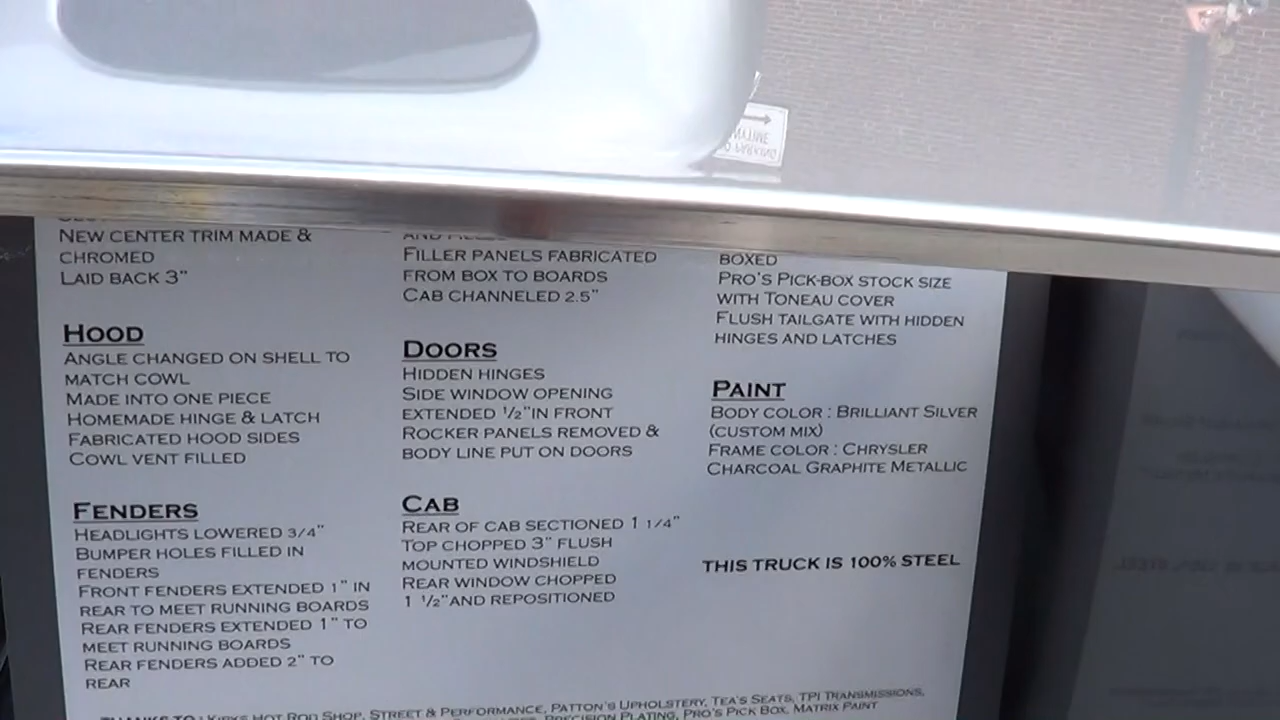 NEW CENTER TRIM MADE &
CHROMED
LAID BACK 3"
HOOD
ANGLE CHANGED ON SHELL TO
MATCH COWL
MADE INTO ONE PIECE
HOMEMADE HINGE & LATCH
FABRICATED HOOD SIDES
COWL VENT FILLED
FENDERS
HEADLIGHTS LOWERED 3/4"
BUMPER HOLES FILLED IN
FENDERS
FRONT FENDERS EXTENDED 1" IN
REAR TO MEET RUNNING BOARDS
REAR FENDERS EXTENDED 1" TO
MEET RUNNING BOARDS
REAR FENDERS ADDED 2" TO
REAR
FILLER PANELS FABRICATED
FROM BOX TO BOARDS
CAB CHANNELED 2.5"
DOORS
HIDDEN HINGES
SIDE WINDOW OPENING
EXTENDED 1/2"IN FRONT
ROCKER PANELS REMOVED &
BODY LINE PUT ON DOORS
CAB
REAR OF CAB SECTIONED 1 1/4"
TOP CHOPPED 3" FLUSH
MOUNTED WINDSHIELD
REAR WINDOW CHOPPED
1 1/2"AND REPOSITIONED
BOXED
PRO'S PICK-BOX STOCK SIZE
WITH TONEAU COVER
FLUSH TAILGATE WITH HIDDEN
HINGES AND LATCHES
PAINT
BODY COLOR : BRILLIANT SILVER
(CUSTOM MIX)
FRAME COLOR : CHRYSLER
CHARCOAL GRAPHITE METALLIC
THIS TRUCK IS 100% STEEL
THANKS TO : KIRKS HOT ROD SHOP, STREET & PERFORMANCE, PATTON'S UPHOLSTERY, TEA'S SEATS, TPI TRANSMISSIONS,
PRECISION PLATING, PRO'S PICK BOX, MATRIX PAINT